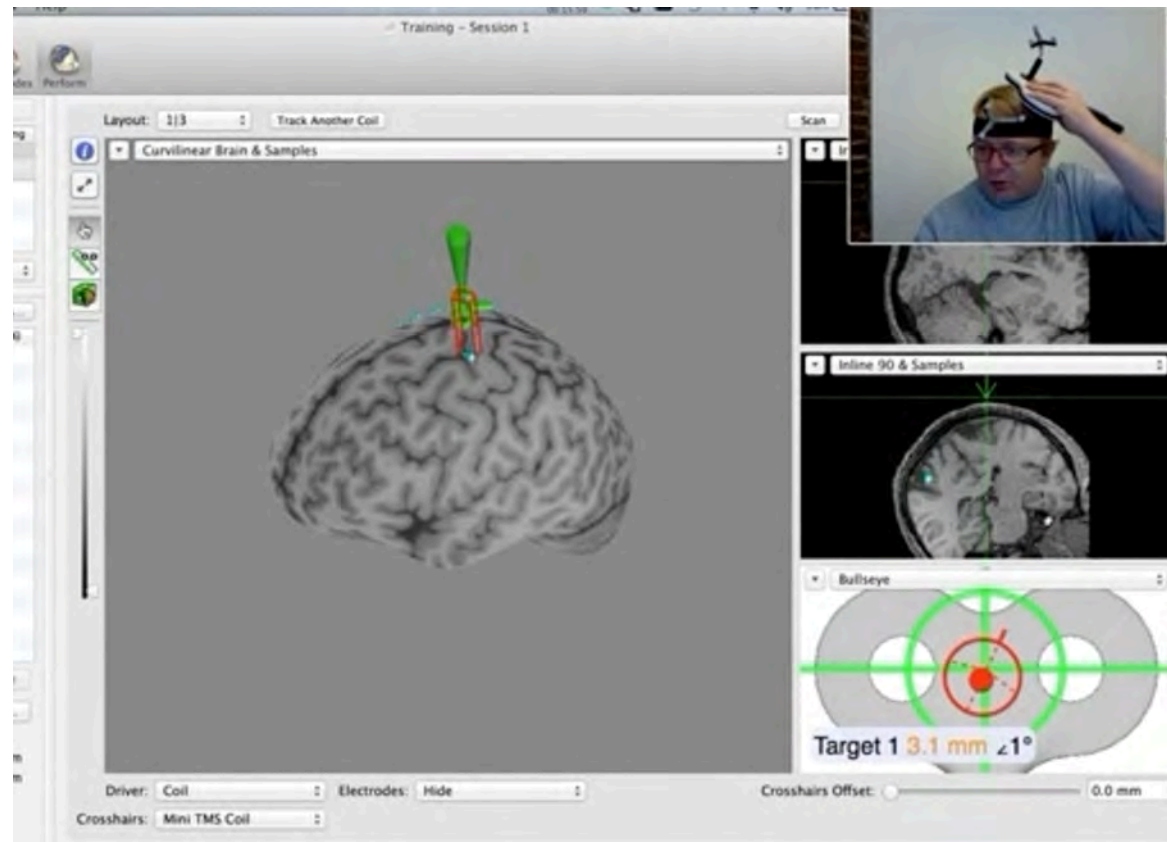 Training - Session 1
Perform
Layout: 1|3
Track Another Coil
Scan
Curvilinear Brain & Samples
Inline 90 & Samples
Bullseye
Target 1 3.1 mm ∠1°
Driver: Coil
Electrodes: Hide
Crosshairs Offset:
0.0 mm
Crosshairs: Mini TMS Coil